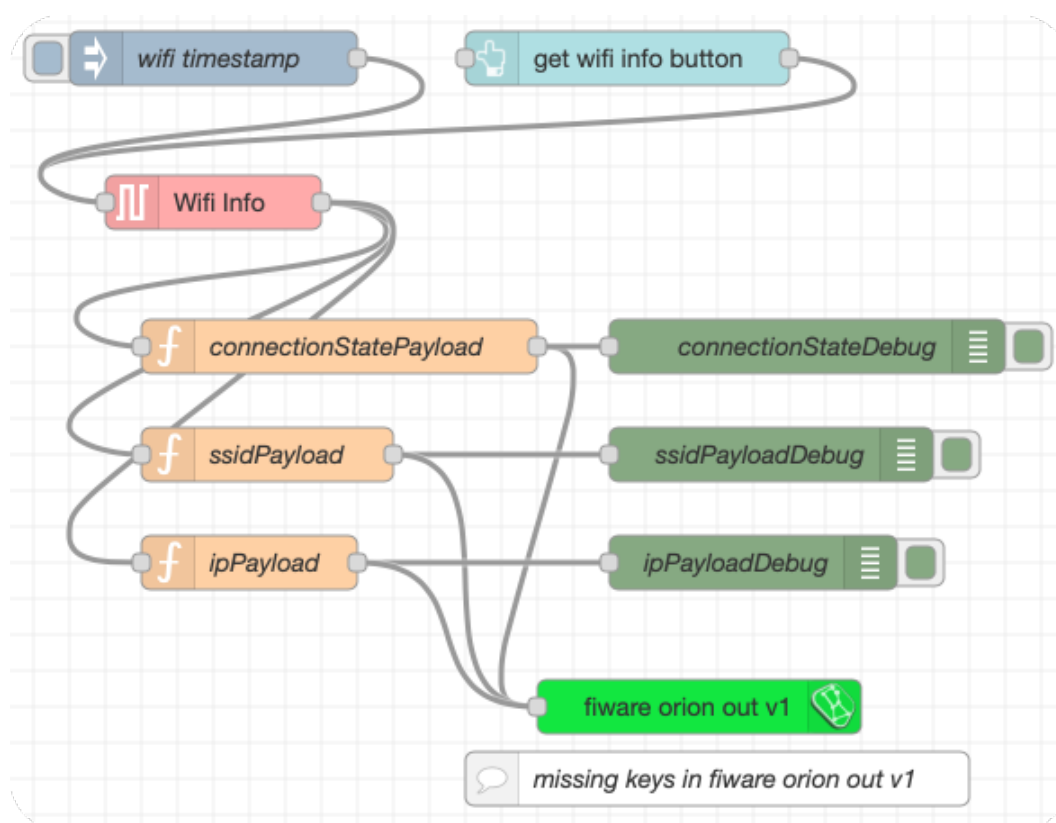 wifi timestamp
get wifi info button
Wifi Info
connectionStatePayload
connectionStateDebug
ssidPayload
ssidPayloadDebug
ipPayload
ipPayloadDebug
fiware orion out v1
missing keys in fiware orion out v1